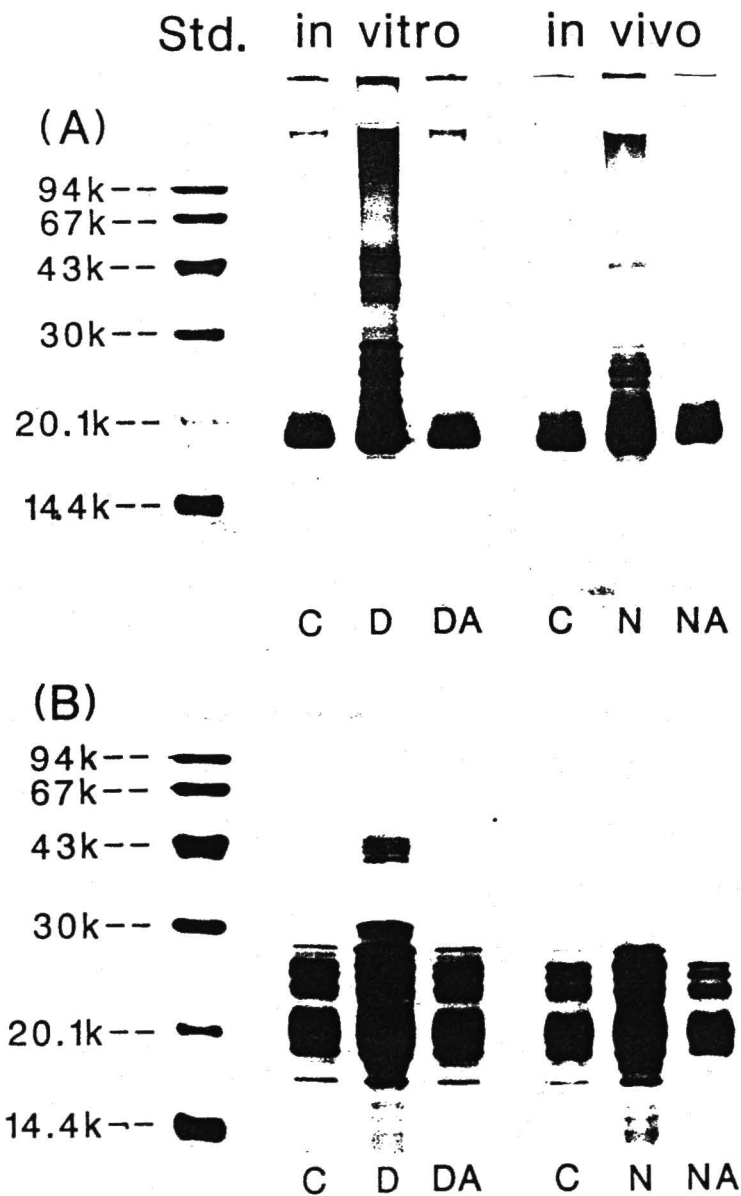 Std. in vitro in vivo
(A)
94k--
67k--
43k--
30k--
20.1k--
14.4k--
C D DA C N NA
(B)
94k--
67k--
43k--
30k--
20.1k--
14.4k--
C D DA C N NA